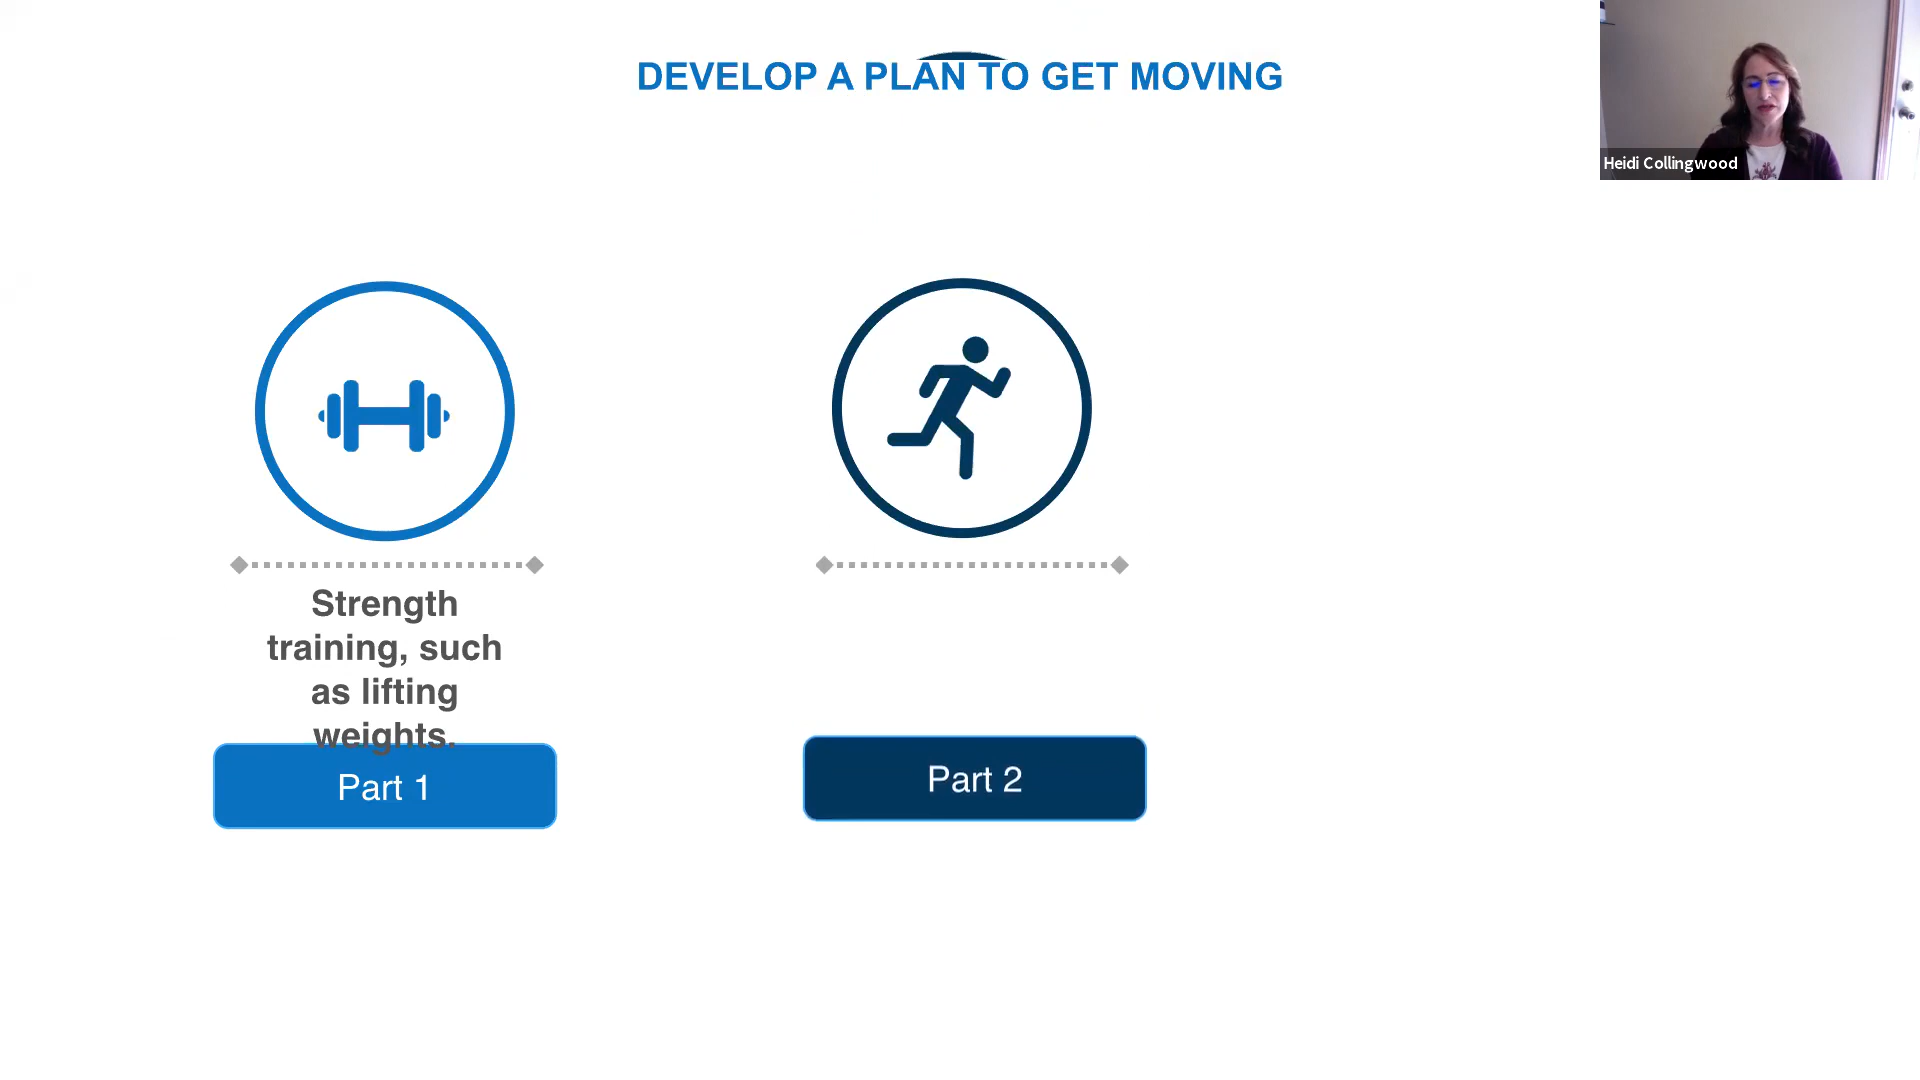 DEVELOP A PLAN TO GET MOVING
Heidi Collingwood
Strength
training, such
as lifting
weights.
Part 1
Part 2